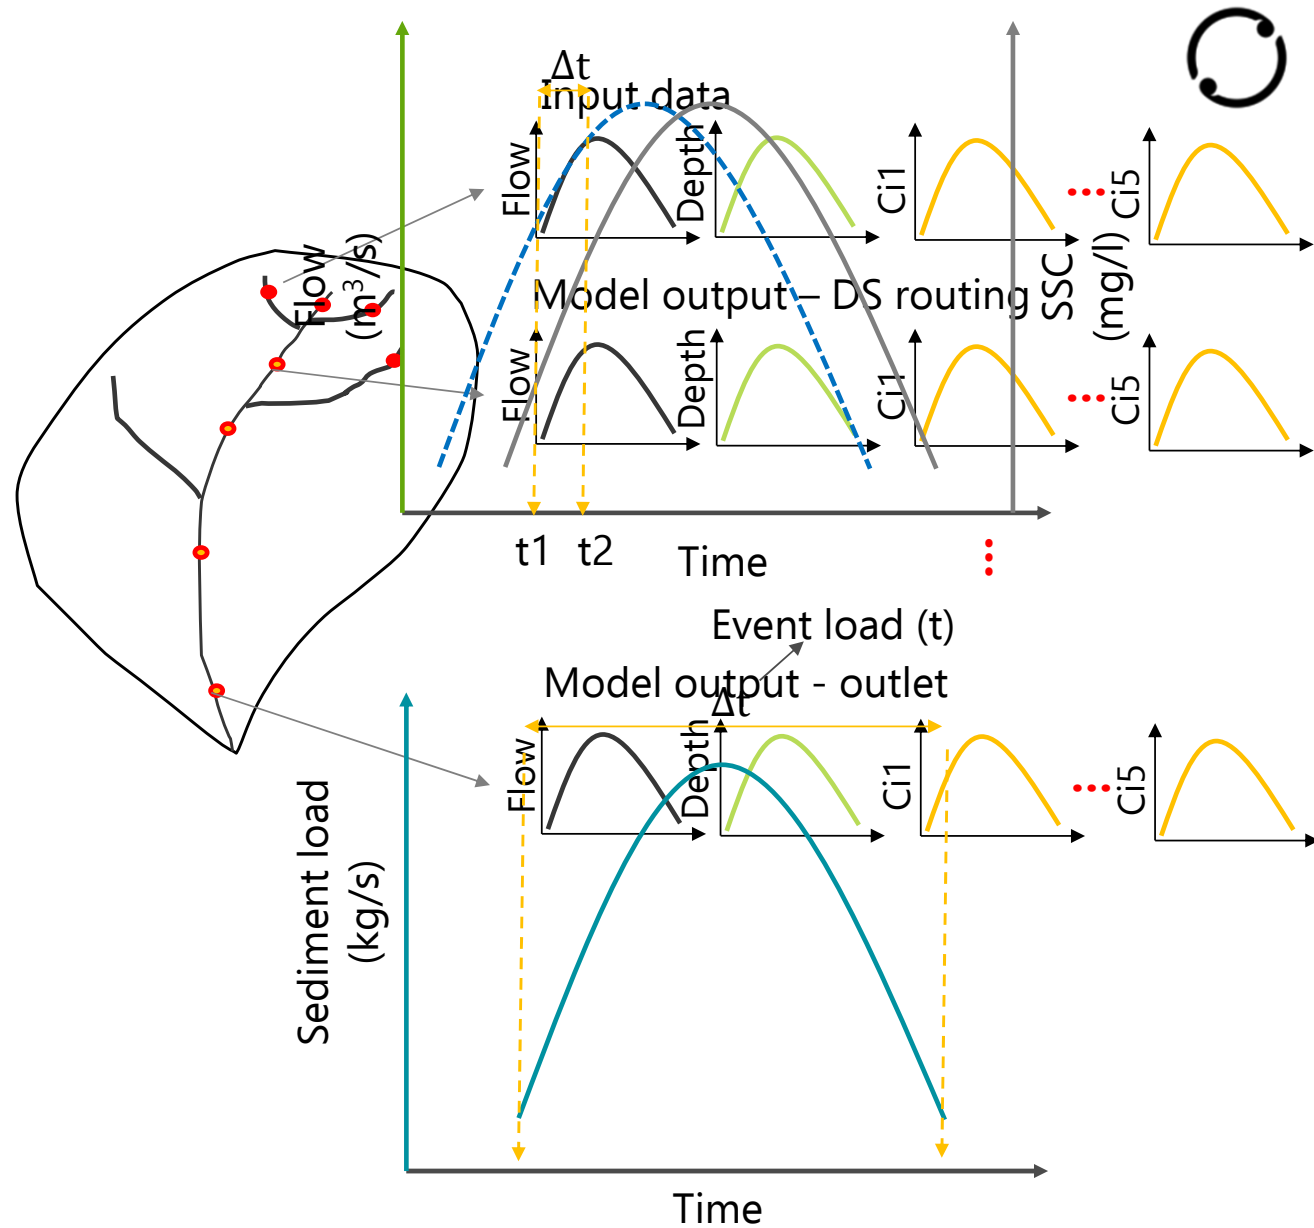 Δt
Input data
Flow
Depth
Ci1
Ci5
Flow
(m³/s)
SSC
(mg/l)
Model output – DS routing
Flow
Depth
Ci1
Ci5
t1
t2
Time
Event load (t)
Model output - outlet
Δt
Flow
Depth
Ci1
Ci5
Sediment load
(kg/s)
Time